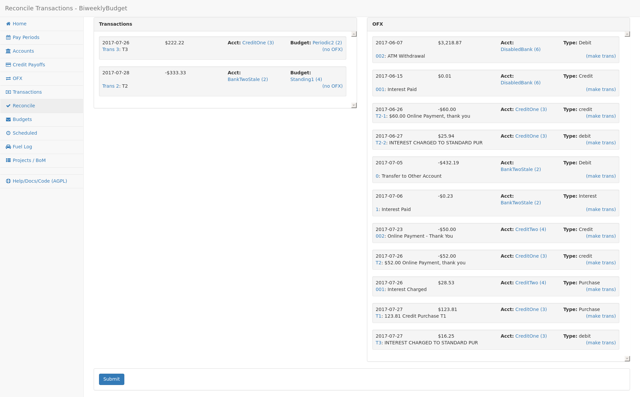 Reconcile Transactions - BiweeklyBudget
Home
Pay Periods
Accounts
Credit Payoffs
OFX
Transactions
Reconcile
Budgets
Scheduled
Fuel Log
Projects / BoM
Help/Docs/Code (AGPL)
Transactions
2017-07-26 $222.22 Acct: CreditOne (3) Budget: Periodic2 (2)
Trans 3: T3 (no OFX)
2017-07-28 -$333.33 Acct: BankTwoStale (2) Budget: Standing1 (4)
Trans 2: T2 (no OFX)
OFX
2017-06-07 $3,218.87 Acct: DisabledBank (6) Type: Debit
002: ATM Withdrawal (make trans)
2017-06-15 $0.01 Acct: DisabledBank (6) Type: Credit
001: Interest Paid (make trans)
2017-06-26 -$60.00 Acct: CreditOne (3) Type: credit
T2-1: $60.00 Online Payment, thank you (make trans)
2017-06-27 $25.94 Acct: CreditOne (3) Type: debit
T2-2: INTEREST CHARGED TO STANDARD PUR (make trans)
2017-07-05 -$432.19 Acct: BankTwoStale (2) Type: Debit
0: Transfer to Other Account (make trans)
2017-07-08 -$0.23 Acct: BankTwoStale (2) Type: Interest
1: Interest Paid (make trans)
2017-07-23 -$50.00 Acct: CreditTwo (4) Type: Credit
002: Online Payment - Thank You (make trans)
2017-07-26 -$52.00 Acct: CreditOne (3) Type: credit
T2: $52.00 Online Payment, thank you (make trans)
2017-07-26 $28.53 Acct: CreditTwo (4) Type: Purchase
001: Interest Charged (make trans)
2017-07-27 $123.81 Acct: CreditOne (3) Type: Purchase
T1: 123.81 Credit Purchase T1 (make trans)
2017-07-27 $16.25 Acct: CreditOne (3) Type: debit
T3: INTEREST CHARGED TO STANDARD PUR (make trans)
Submit